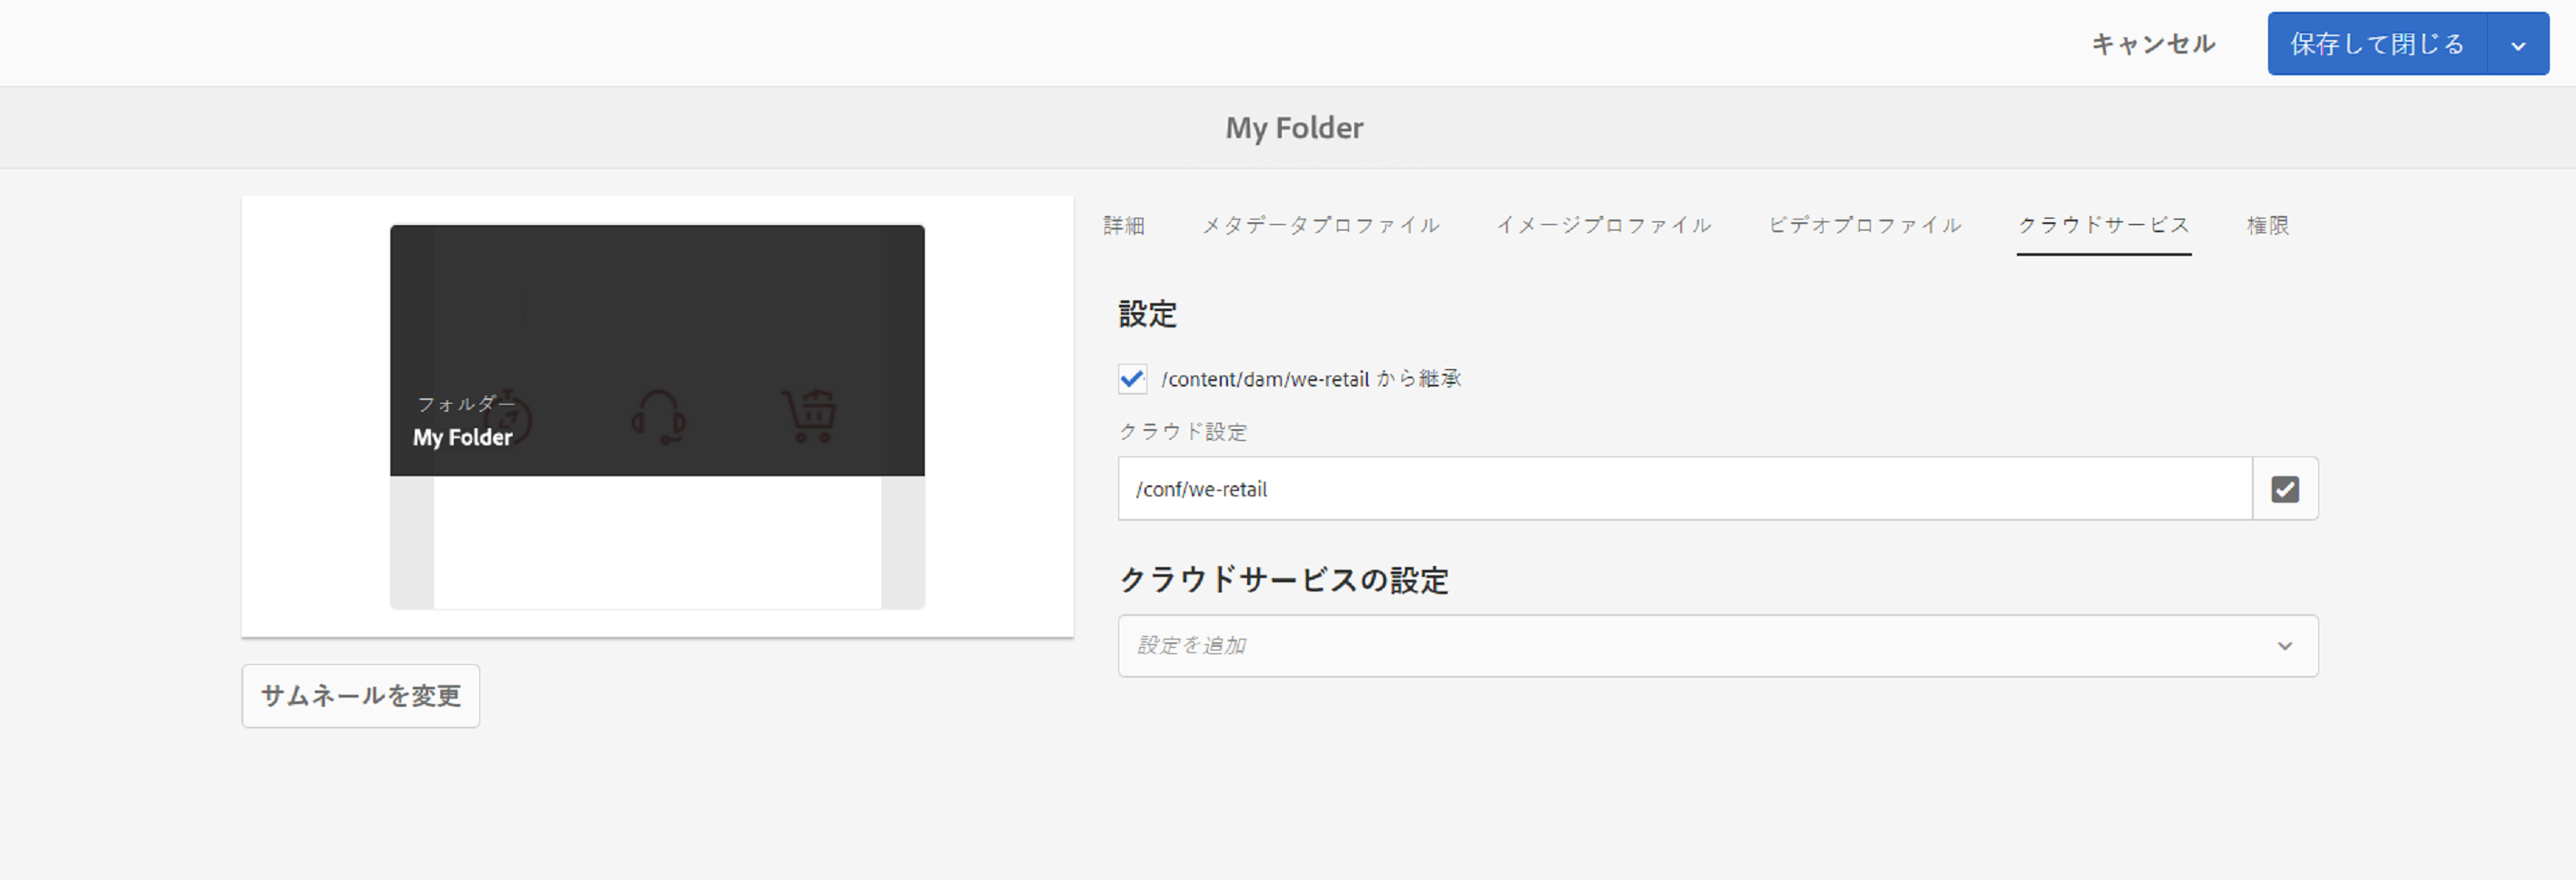 キャンセル
保存して閉じる
My Folder
詳細
メタデータプロファイル
イメージプロファイル
ビデオプロファイル
クラウドサービス
権限
フォルダー
My Folder
サムネールを変更
設定
/content/dam/we-retail から継承
クラウド設定
/conf/we-retail
クラウドサービスの設定
設定を追加